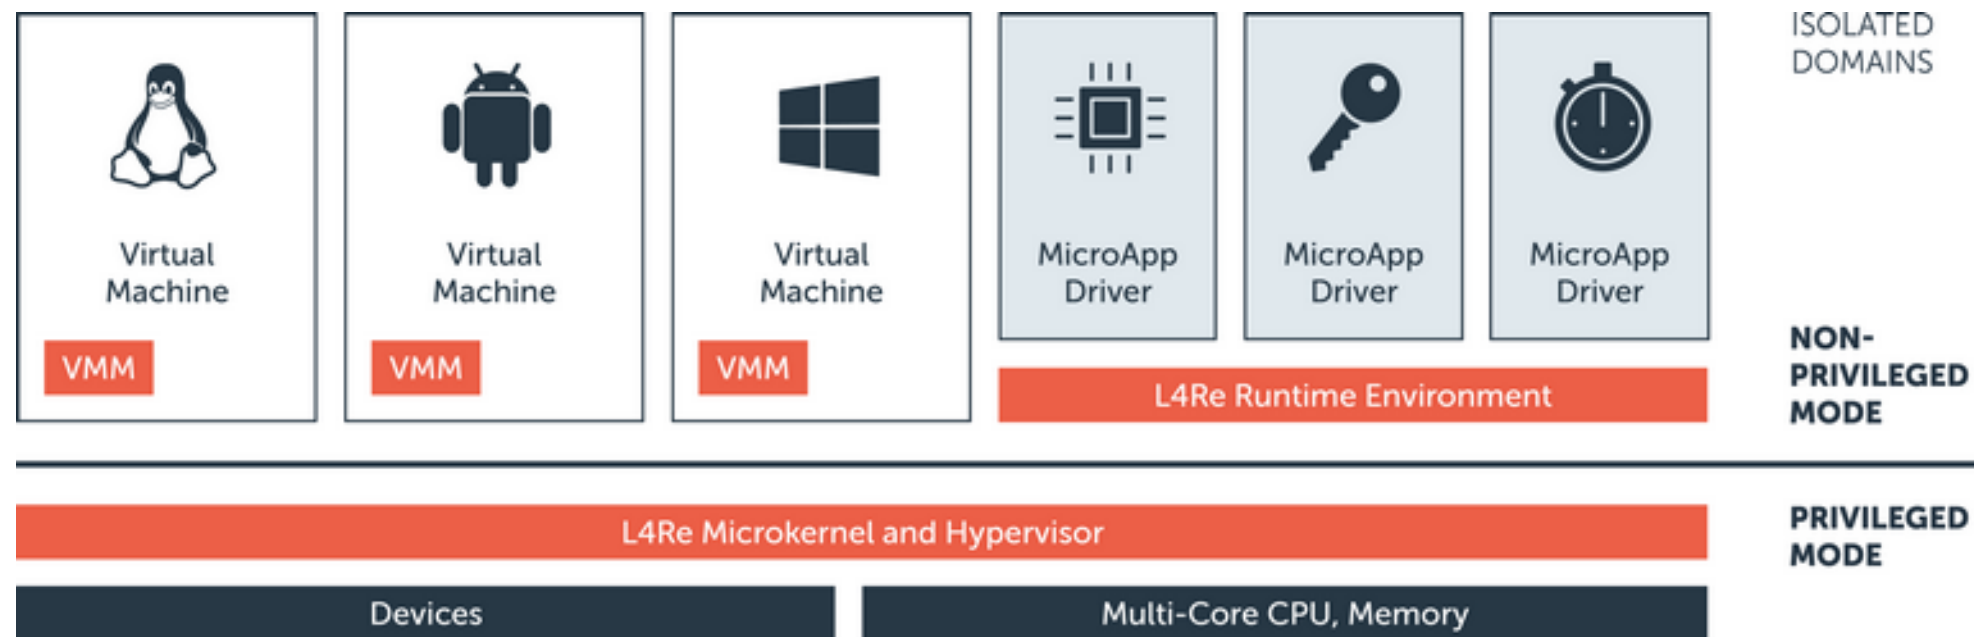 ISOLATED
DOMAINS
Virtual
Machine
VMM
Virtual
Machine
VMM
Virtual
Machine
VMM
MicroApp
Driver
MicroApp
Driver
MicroApp
Driver
L4Re Runtime Environment
NON-
PRIVILEGED
MODE
L4Re Microkernel and Hypervisor
PRIVILEGED
MODE
Devices
Multi-Core CPU, Memory